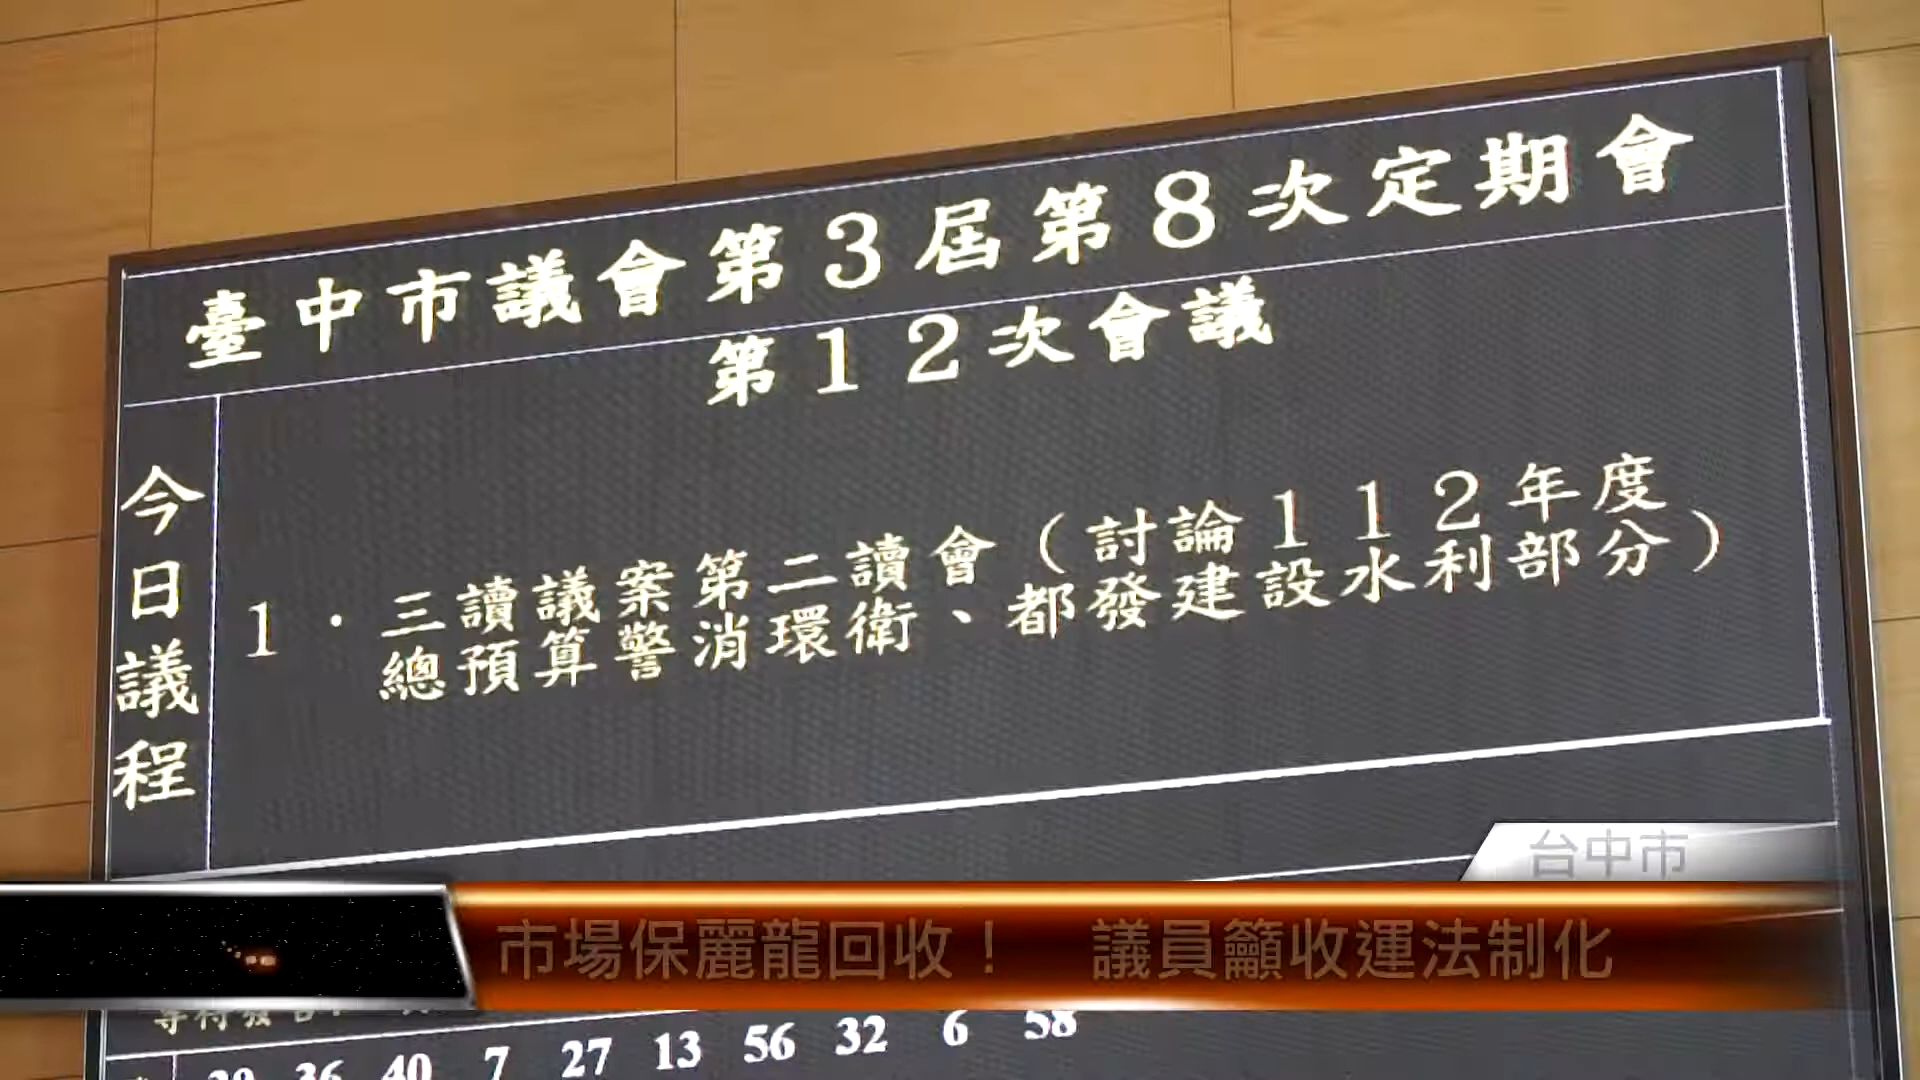 臺中市議會第3屆第8次定期會
第12次會議
今日議程
1．三讀議案第二讀會（討論112年度
總預算警消環衛、都發建設水利部分）
台中市
市場保麗龍回收！ 議員籲收運法制化
36 40 7 27 13 56 32 6 58